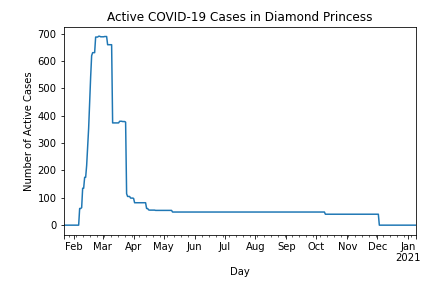 Active COVID-19 Cases in Diamond Princess
700
600
500
400
300
200
100
0
Number of Active Cases
Feb Mar Apr May Jun Jul Aug Sep Oct Nov Dec Jan
2021
Day